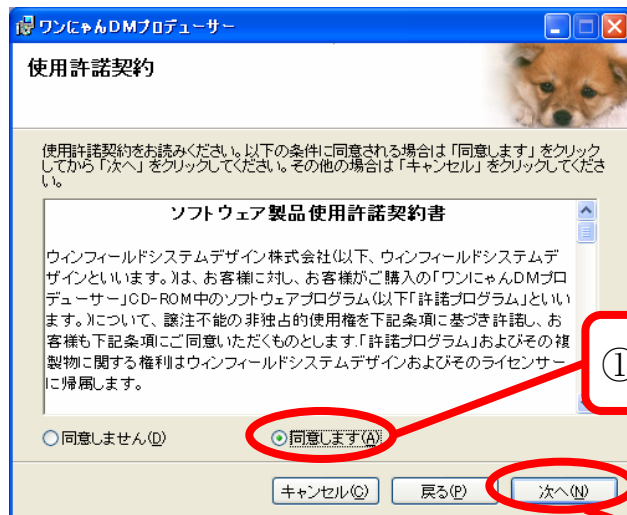 ワンにゃんDMプロデューサー
使用許諾契約
使用許諾契約をお読みください。以下の条件に同意される場合は「同意します」をクリック
してから「次へ」をクリックしてください。その他の場合は「キャンセル」をクリックしてくださ
い。
ソフトウェア製品使用許諾契約書
ウィンフィールドシステムデザイン株式会社(以下、ウィンフィールドシステムデ
ザインといいます。)は、お客様に対し、お客様がご購入の「ワンにゃんDMプロ
デューサー」CD-ROM中のソフトウェアプログラム(以下「許諾プログラム」といい
ます。)について、譲渡不能の非独占的使用権を下記条項に基づき許諾し、お
客様も下記条項にご同意いただくものとします.「許諾プログラム」およびその複
製物に関する権利はウィンフィールドシステムデザインおよびそのライセンサー
に帰属します。
①
同意しません(D)
同意します(A)
キャンセル(C)
戻る(P)
次へ(N)